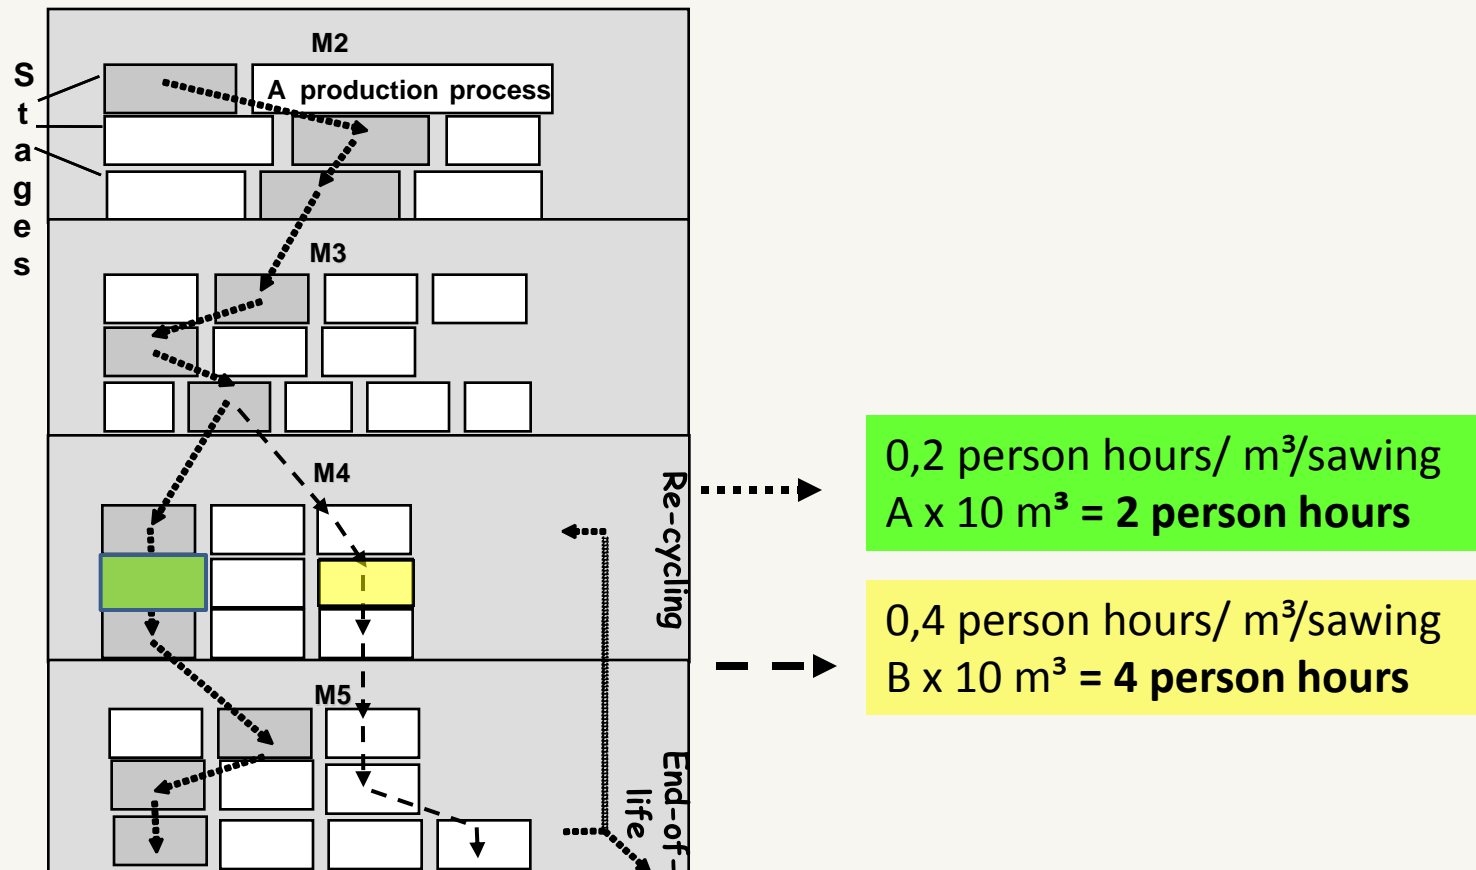 Stages
M2
A production process
M3
M4
Re-cycling
M5
End-of-
life
0,2 person hours/ m³/sawing
A x 10 m³ = 2 person hours
0,4 person hours/ m³/sawing
B x 10 m³ = 4 person hours